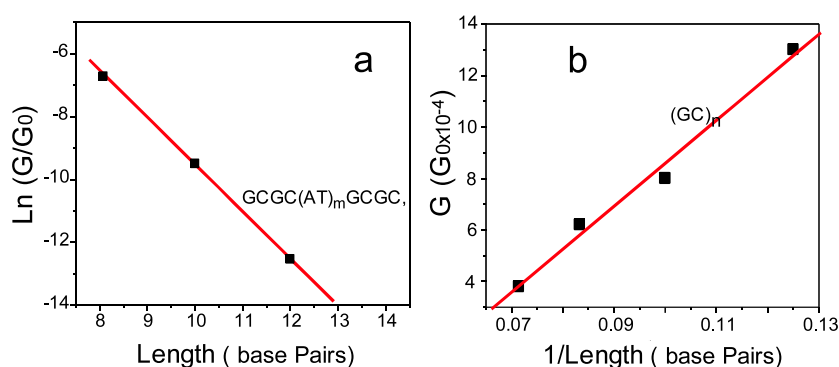 a
-6
-8
-10
-12
-14
Ln (G/G0)
GCGC(AT)mGCGC,
8
9
10
11
12
13
14
Length ( base Pairs)
b
14
12
10
8
6
4
G (G0x10-4)
(GC)n
0.07
0.09
0.11
0.13
1/Length ( base Pairs)